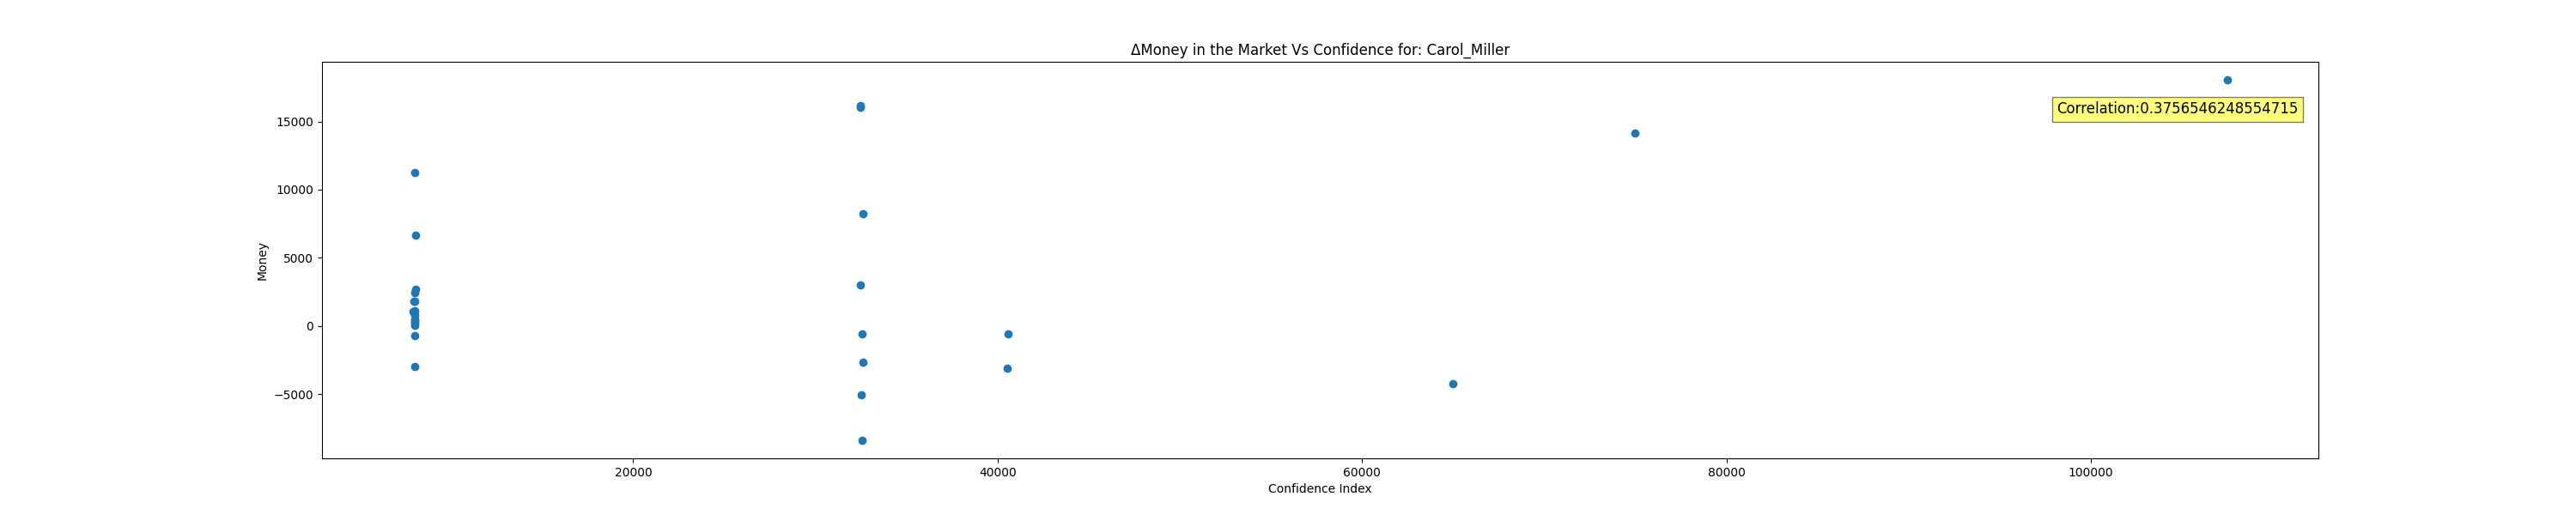 ΔMoney in the Market Vs Confidence for: Carol_Miller
Correlation:0.3756546248554715
15000
10000
5000
0
−5000
Money
20000 40000 60000 80000 100000
Confidence Index